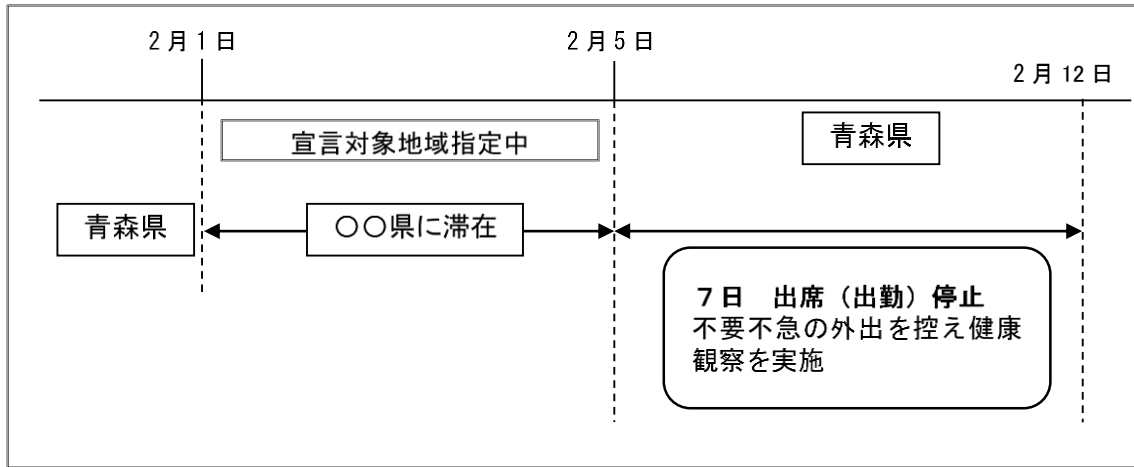 2月1日
2月5日
2月12日
宣言対象地域指定中
青森県
青森県
〇〇県に滞在
7日　出席（出勤）停止
不要不急の外出を控え健康
観察を実施